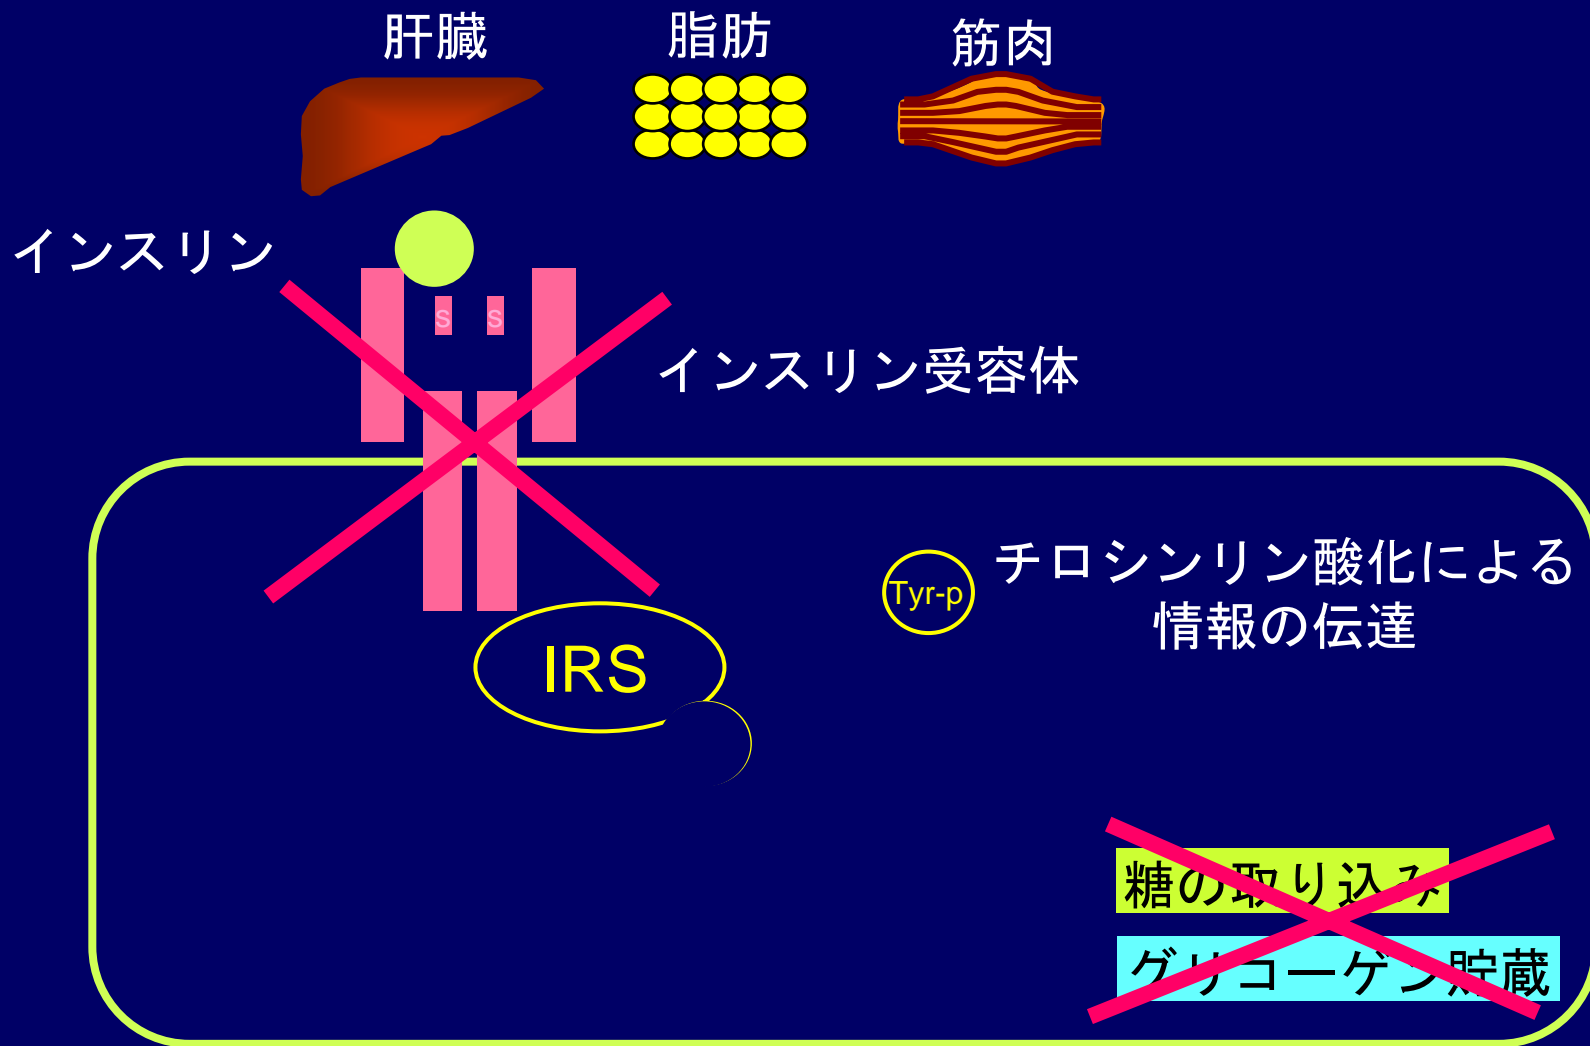 肝臓
脂肪
筋肉
インスリン
s s
インスリン受容体
Tyr-p
チロシンリン酸化による
情報の伝達
IRS
糖の取り込み
グリコーゲン貯蔵